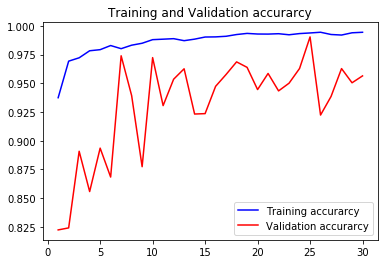 Training and Validation accurarcy
1.000
0.975
0.950
0.925
0.900
0.875
0.850
0.825
Training accurarcy
Validation accurarcy
0 5 10 15 20 25 30